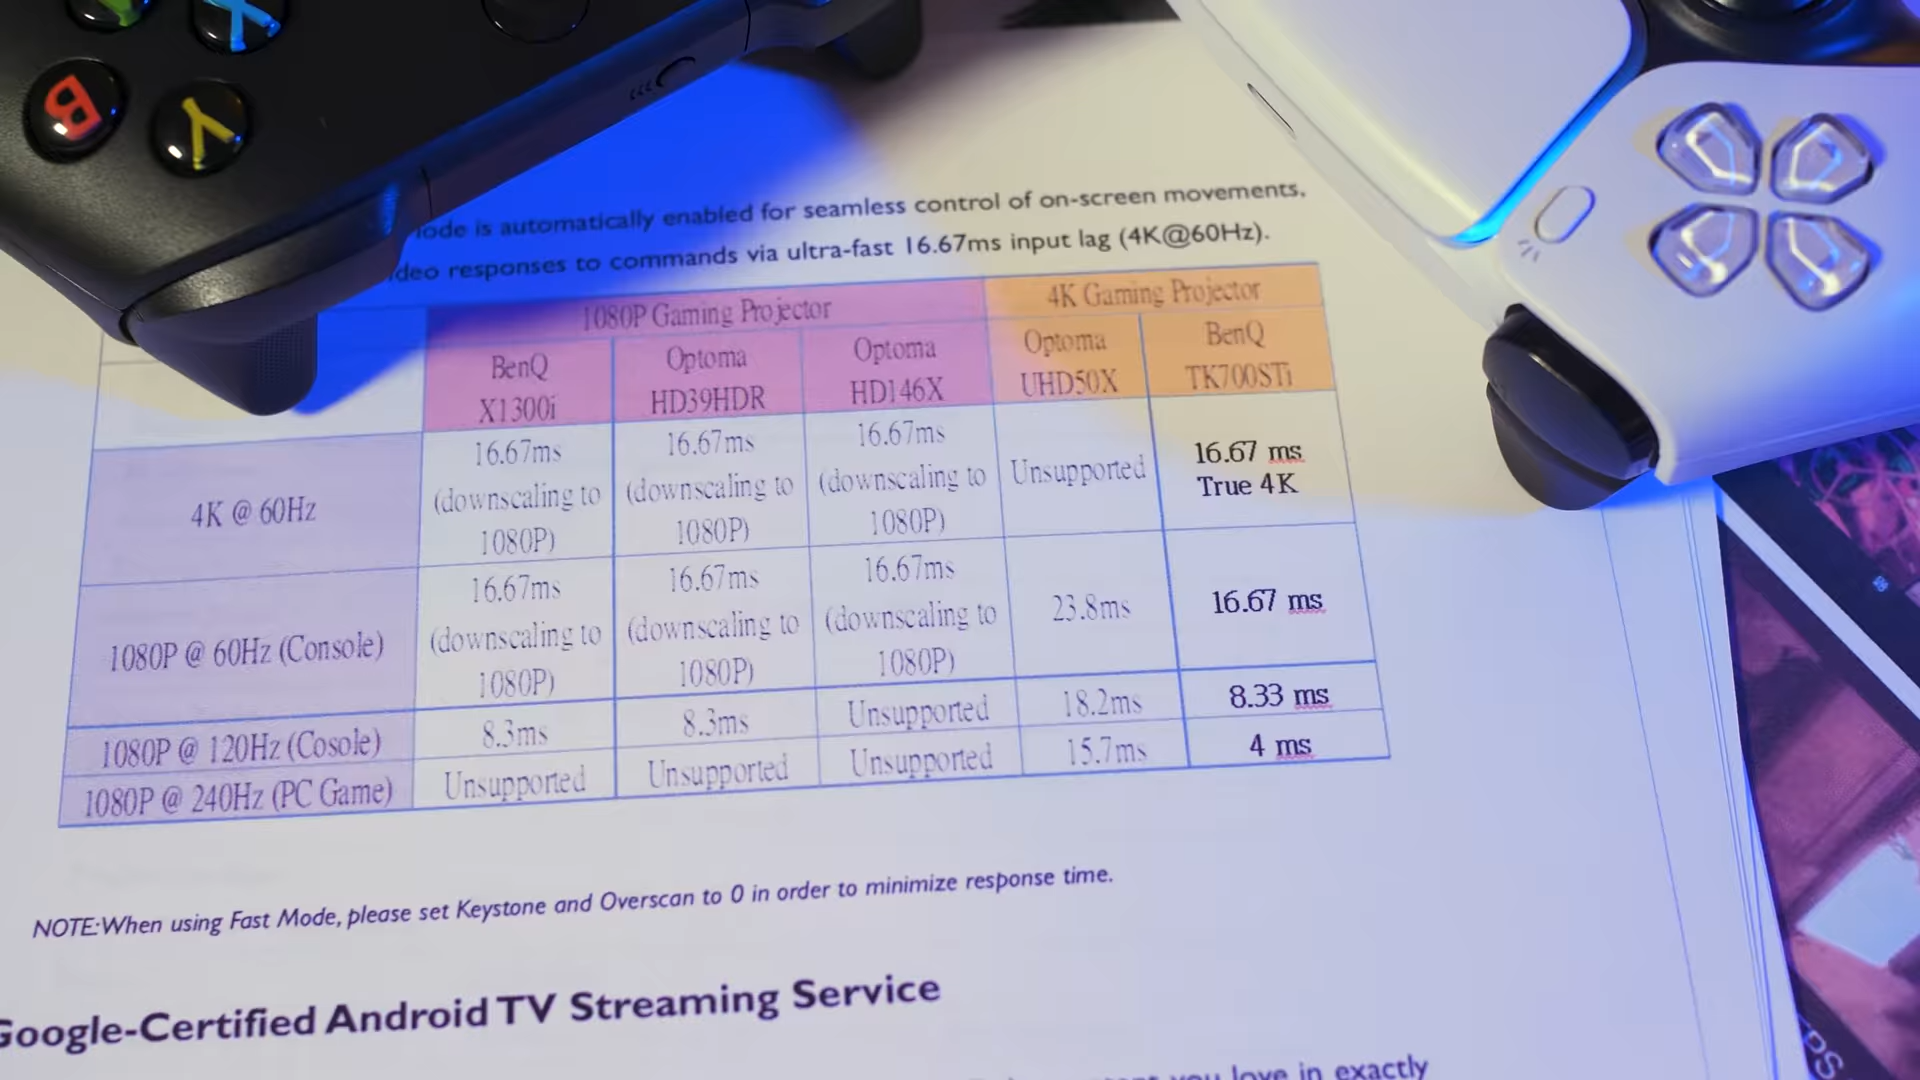 B
Y
X
ode is automatically enabled for seamless control of on-screen movements,
deo responses to commands via ultra-fast 16.67ms input lag (4K@60Hz).
1080P Gaming Projector
4K Gaming Projector
BenQ
X1300i
Optoma
HD39HDR
Optoma
HD146X
Optoma
UHD50X
BenQ
TK700STi
4K @ 60Hz
16.67ms
(downscaling to
1080P)
16.67ms
(downscaling to
1080P)
16.67ms
(downscaling to
1080P)
Unsupported
16.67 ms
True 4K
1080P @ 60Hz (Console)
16.67ms
(downscaling to
1080P)
16.67ms
(downscaling to
1080P)
16.67ms
(downscaling to
1080P)
23.8ms
16.67 ms
1080P @ 120Hz (Cosole)
8.3ms
8.3ms
Unsupported
18.2ms
8.33 ms
1080P @ 240Hz (PC Game)
Unsupported
Unsupported
Unsupported
15.7ms
4 ms
NOTE:When using Fast Mode, please set Keystone and Overscan to 0 in order to minimize response time.
Google-Certified Android TV Streaming Service
you love in exactly